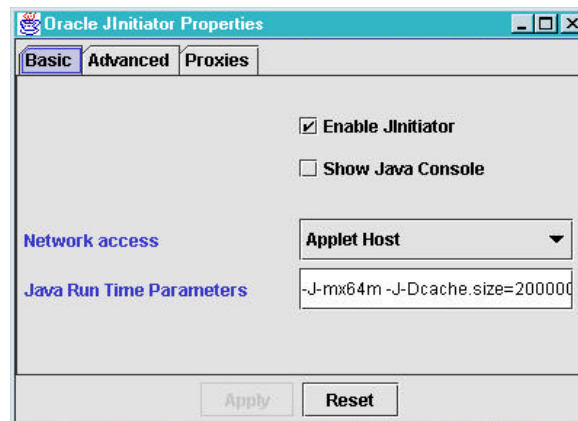 Oracle JInitiator Properties
Basic Advanced Proxies
Enable JInitiator
Show Java Console
Network access Applet Host
Java Run Time Parameters -J-mx64m -J-Dcache.size=200000
Apply Reset